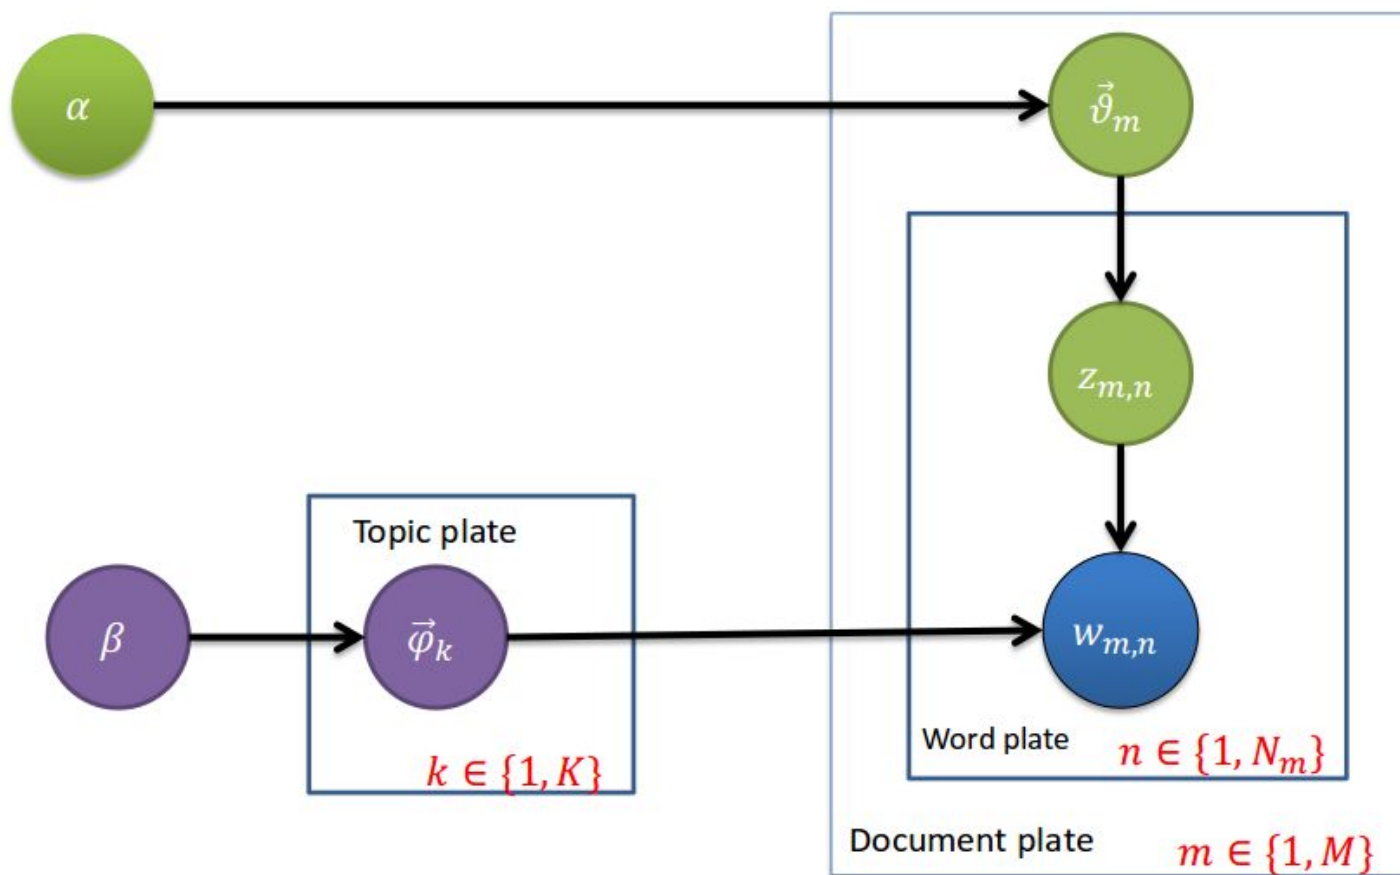 α
ϑ⃗ₘ
zₘ,ₙ
Topic plate
β
φ⃗ₖ
wₘ,ₙ
k ∈ {1, K}
Word plate
n ∈ {1, Nₘ}
Document plate
m ∈ {1, M}